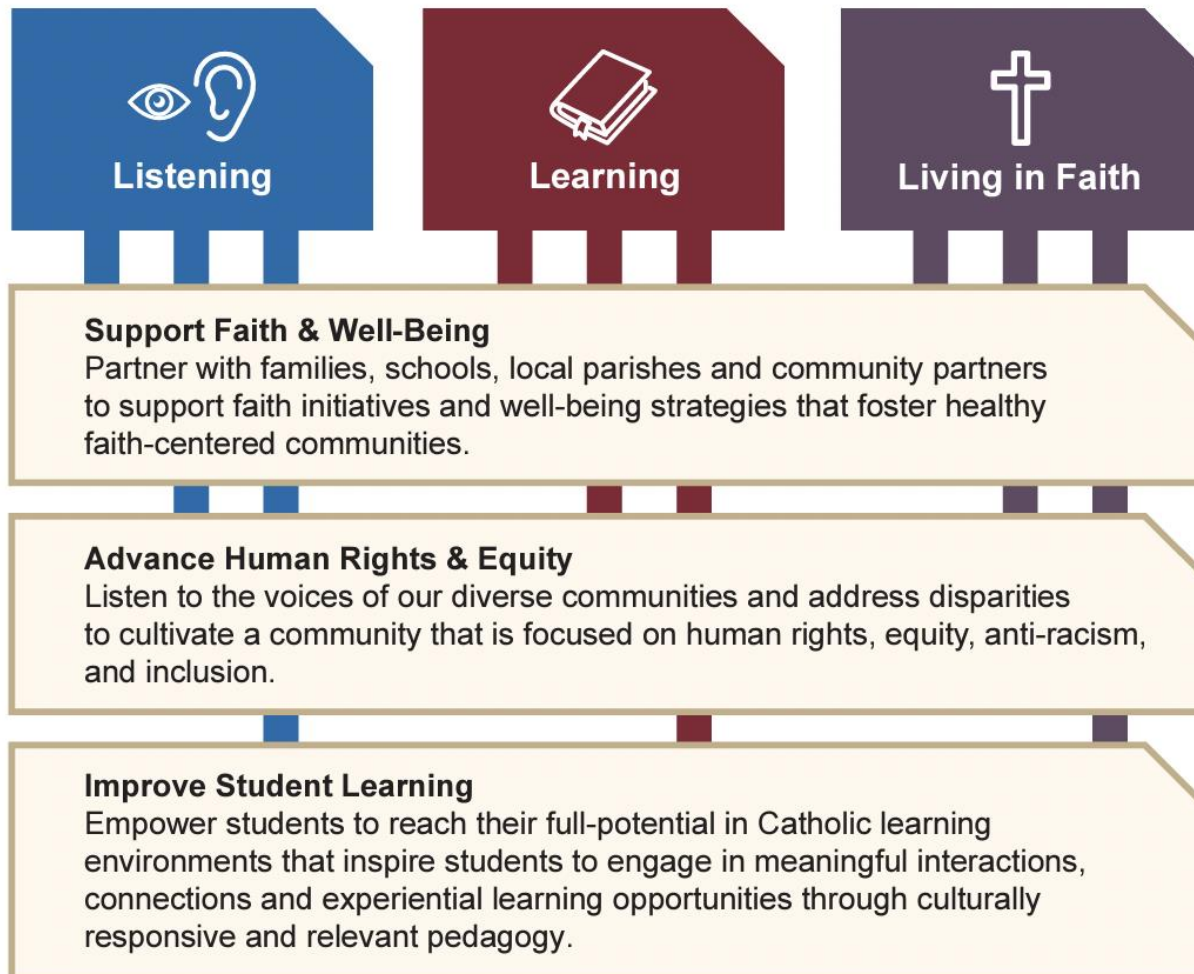 Listening
Learning
Living in Faith
Support Faith & Well-Being
Partner with families, schools, local parishes and community partners
to support faith initiatives and well-being strategies that foster healthy
faith-centered communities.
Advance Human Rights & Equity
Listen to the voices of our diverse communities and address disparities
to cultivate a community that is focused on human rights, equity, anti-racism,
and inclusion.
Improve Student Learning
Empower students to reach their full-potential in Catholic learning
environments that inspire students to engage in meaningful interactions,
connections and experiential learning opportunities through culturally
responsive and relevant pedagogy.